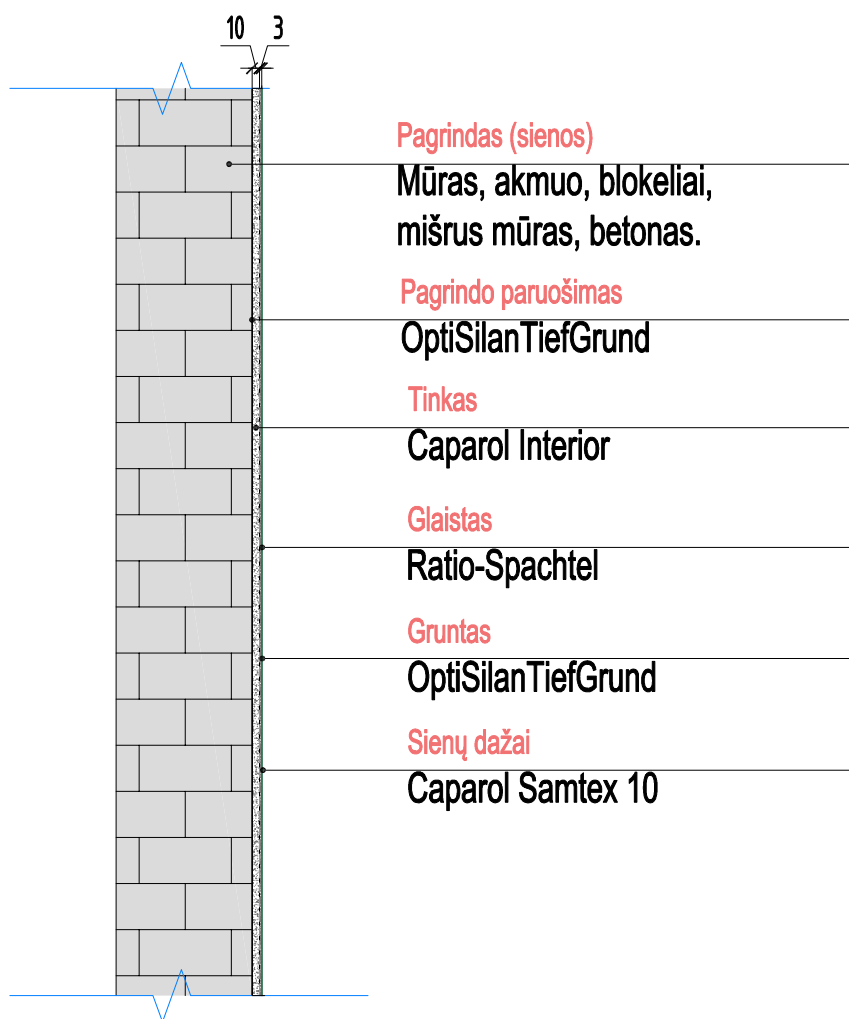 10 3
Pagrindas (sienos)
Mūras, akmuo, blokeliai,
mišrus mūras, betonas.
Pagrindo paruošimas
OptiSilanTiefGrund
Tinkas
Caparol Interior
Glaistas
Ratio-Spachtel
Gruntas
OptiSilanTiefGrund
Sienų dažai
Caparol Samtex 10